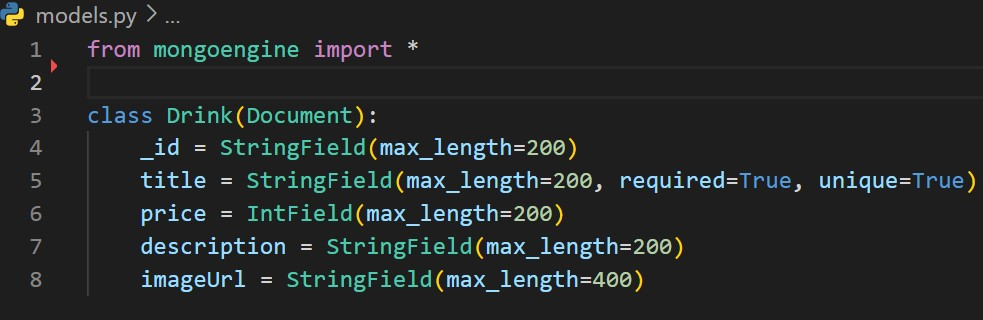 models.py > ...
1 from mongoengine import *
2
3 class Drink(Document):
4     _id = StringField(max_length=200)
5     title = StringField(max_length=200, required=True, unique=True)
6     price = IntField(max_length=200)
7     description = StringField(max_length=200)
8     imageUrl = StringField(max_length=400)